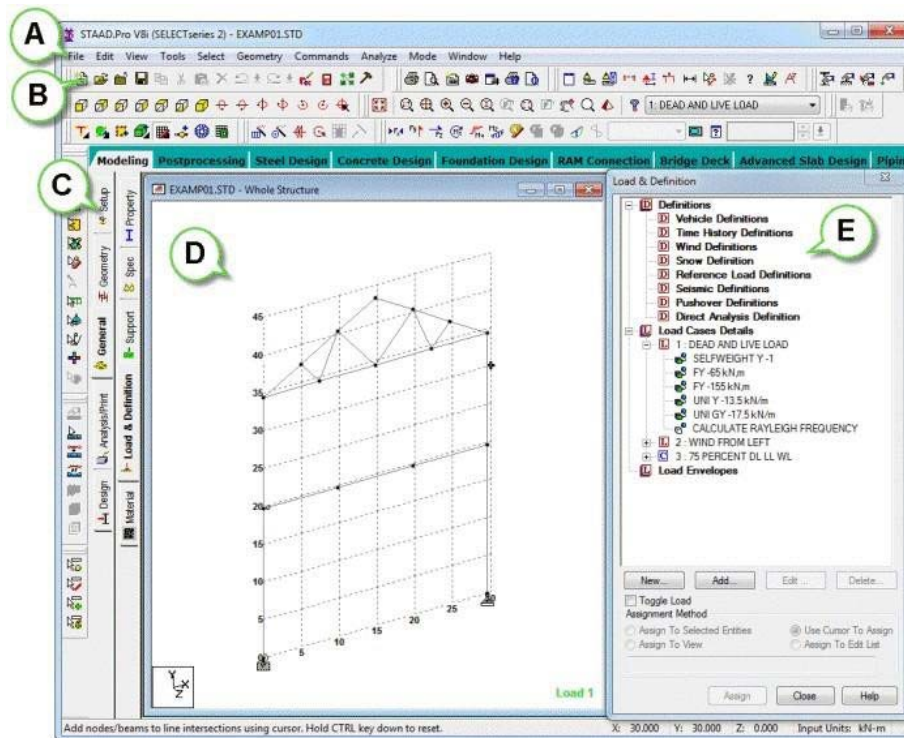 STAAD.Pro V8i (SELECTseries 2) - EXAMP01.STD
A
File Edit View Tools Select Geometry Commands Analyze Mode Window Help
B
1: DEAD AND LIVE LOAD
Modeling Postprocessing Steel Design Concrete Design Foundation Design RAM Connection Bridge Deck Advanced Slab Design Pipin
C
Setup
Geometry
General
Analysis/Print
Design
Property
Spec
Support
Load & Definition
Material
EXAMP01.STD - Whole Structure
D
45
40
35
30
25
20
15
10
5
0
5
10
15
20
25
30
Y
X
Z
Load 1
Load & Definition
E
Definitions
Vehicle Definitions
Time History Definitions
Wind Definitions
Snow Definition
Reference Load Definitions
Seismic Definitions
Pushover Definitions
Direct Analysis Definition
Load Cases Details
1 : DEAD AND LIVE LOAD
SELFWEIGHT Y -1
FY -65 kN,m
FY -155 kN,m
UNI Y -13.5 kN/m
UNI GY -17.5 kN/m
CALCULATE RAYLEIGH FREQUENCY
2 : WIND FROM LEFT
3 : 75 PERCENT DL LL WL
Load Envelopes
New... Add... Edit ... Delete...
Toggle Load
Assignment Method
Assign To Selected Entities Use Cursor To Assign
Assign To View Assign To Edit List
Assign Close Help
Add nodes/beams to line intersections using cursor. Hold CTRL key down to reset. X: 30.000 Y: 30.000 Z: 0.000 Input Units: kN-m